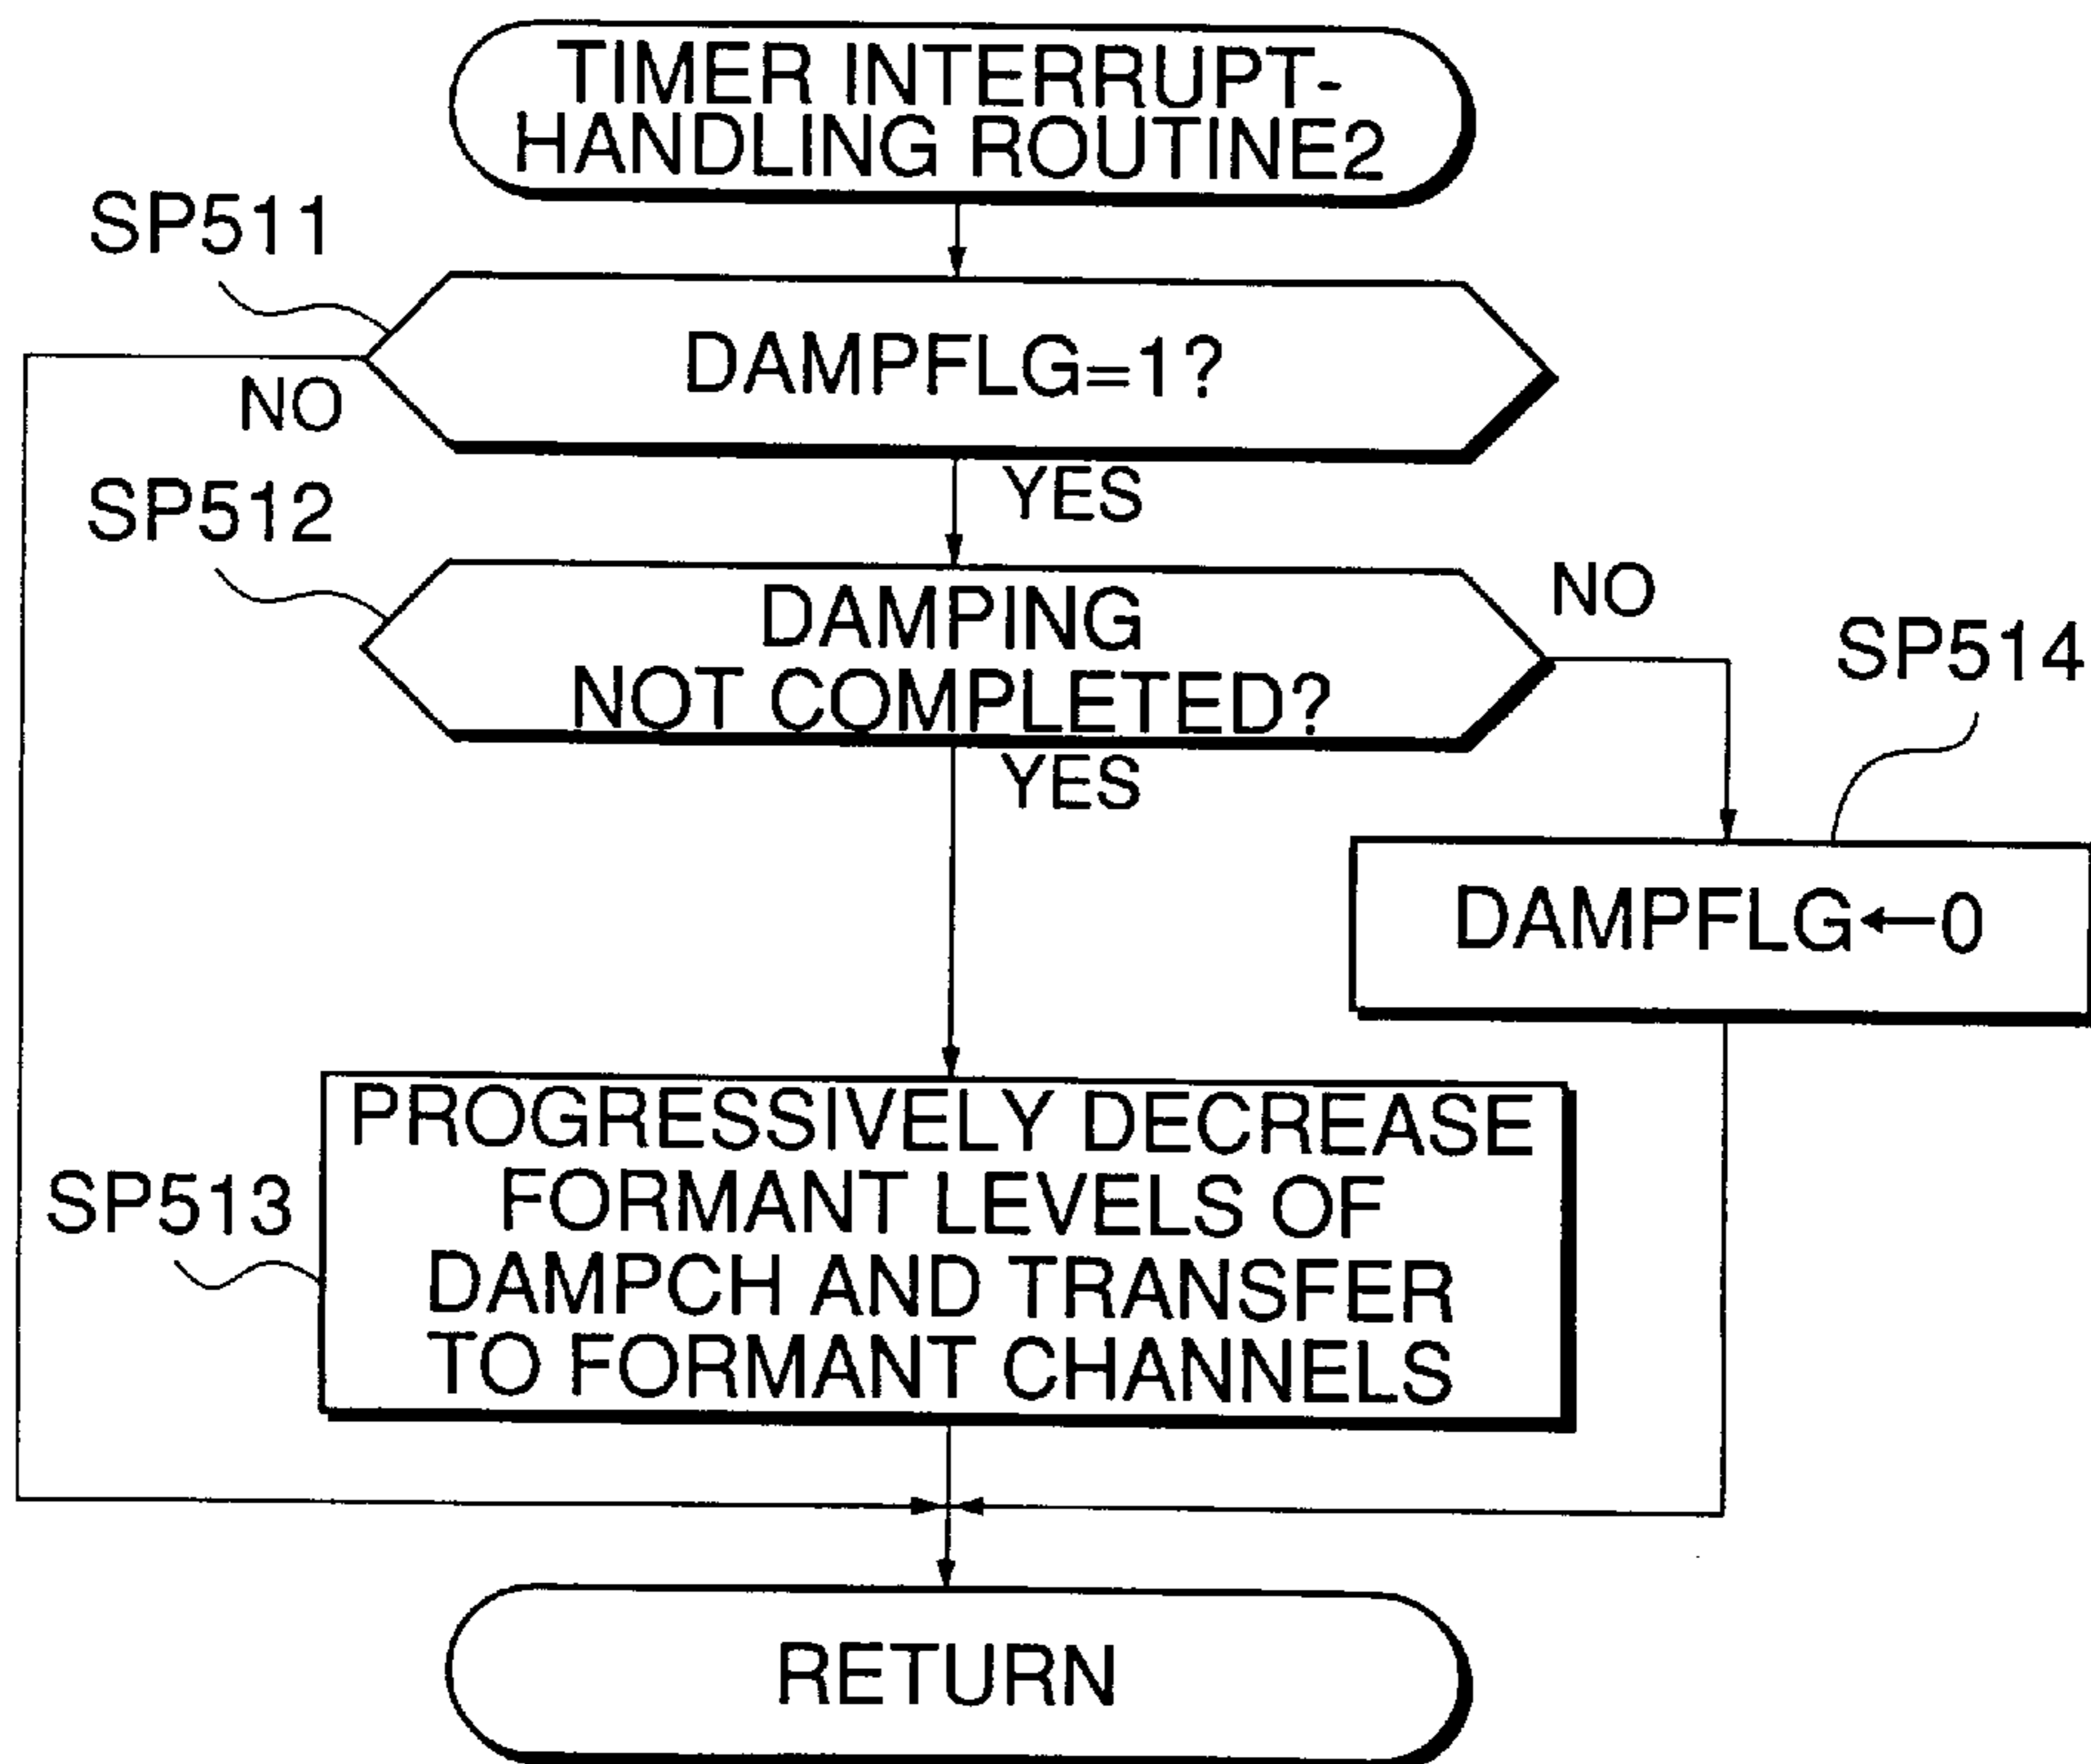 TIMER INTERRUPT-
HANDLING ROUTINE2
SP511
DAMPFLG=1?
NO
YES
SP512
DAMPING
NOT COMPLETED?
NO
YES
SP514
DAMPFLG←0
SP513
PROGRESSIVELY DECREASE
FORMANT LEVELS OF
DAMPCH AND TRANSFER
TO FORMANT CHANNELS
RETURN